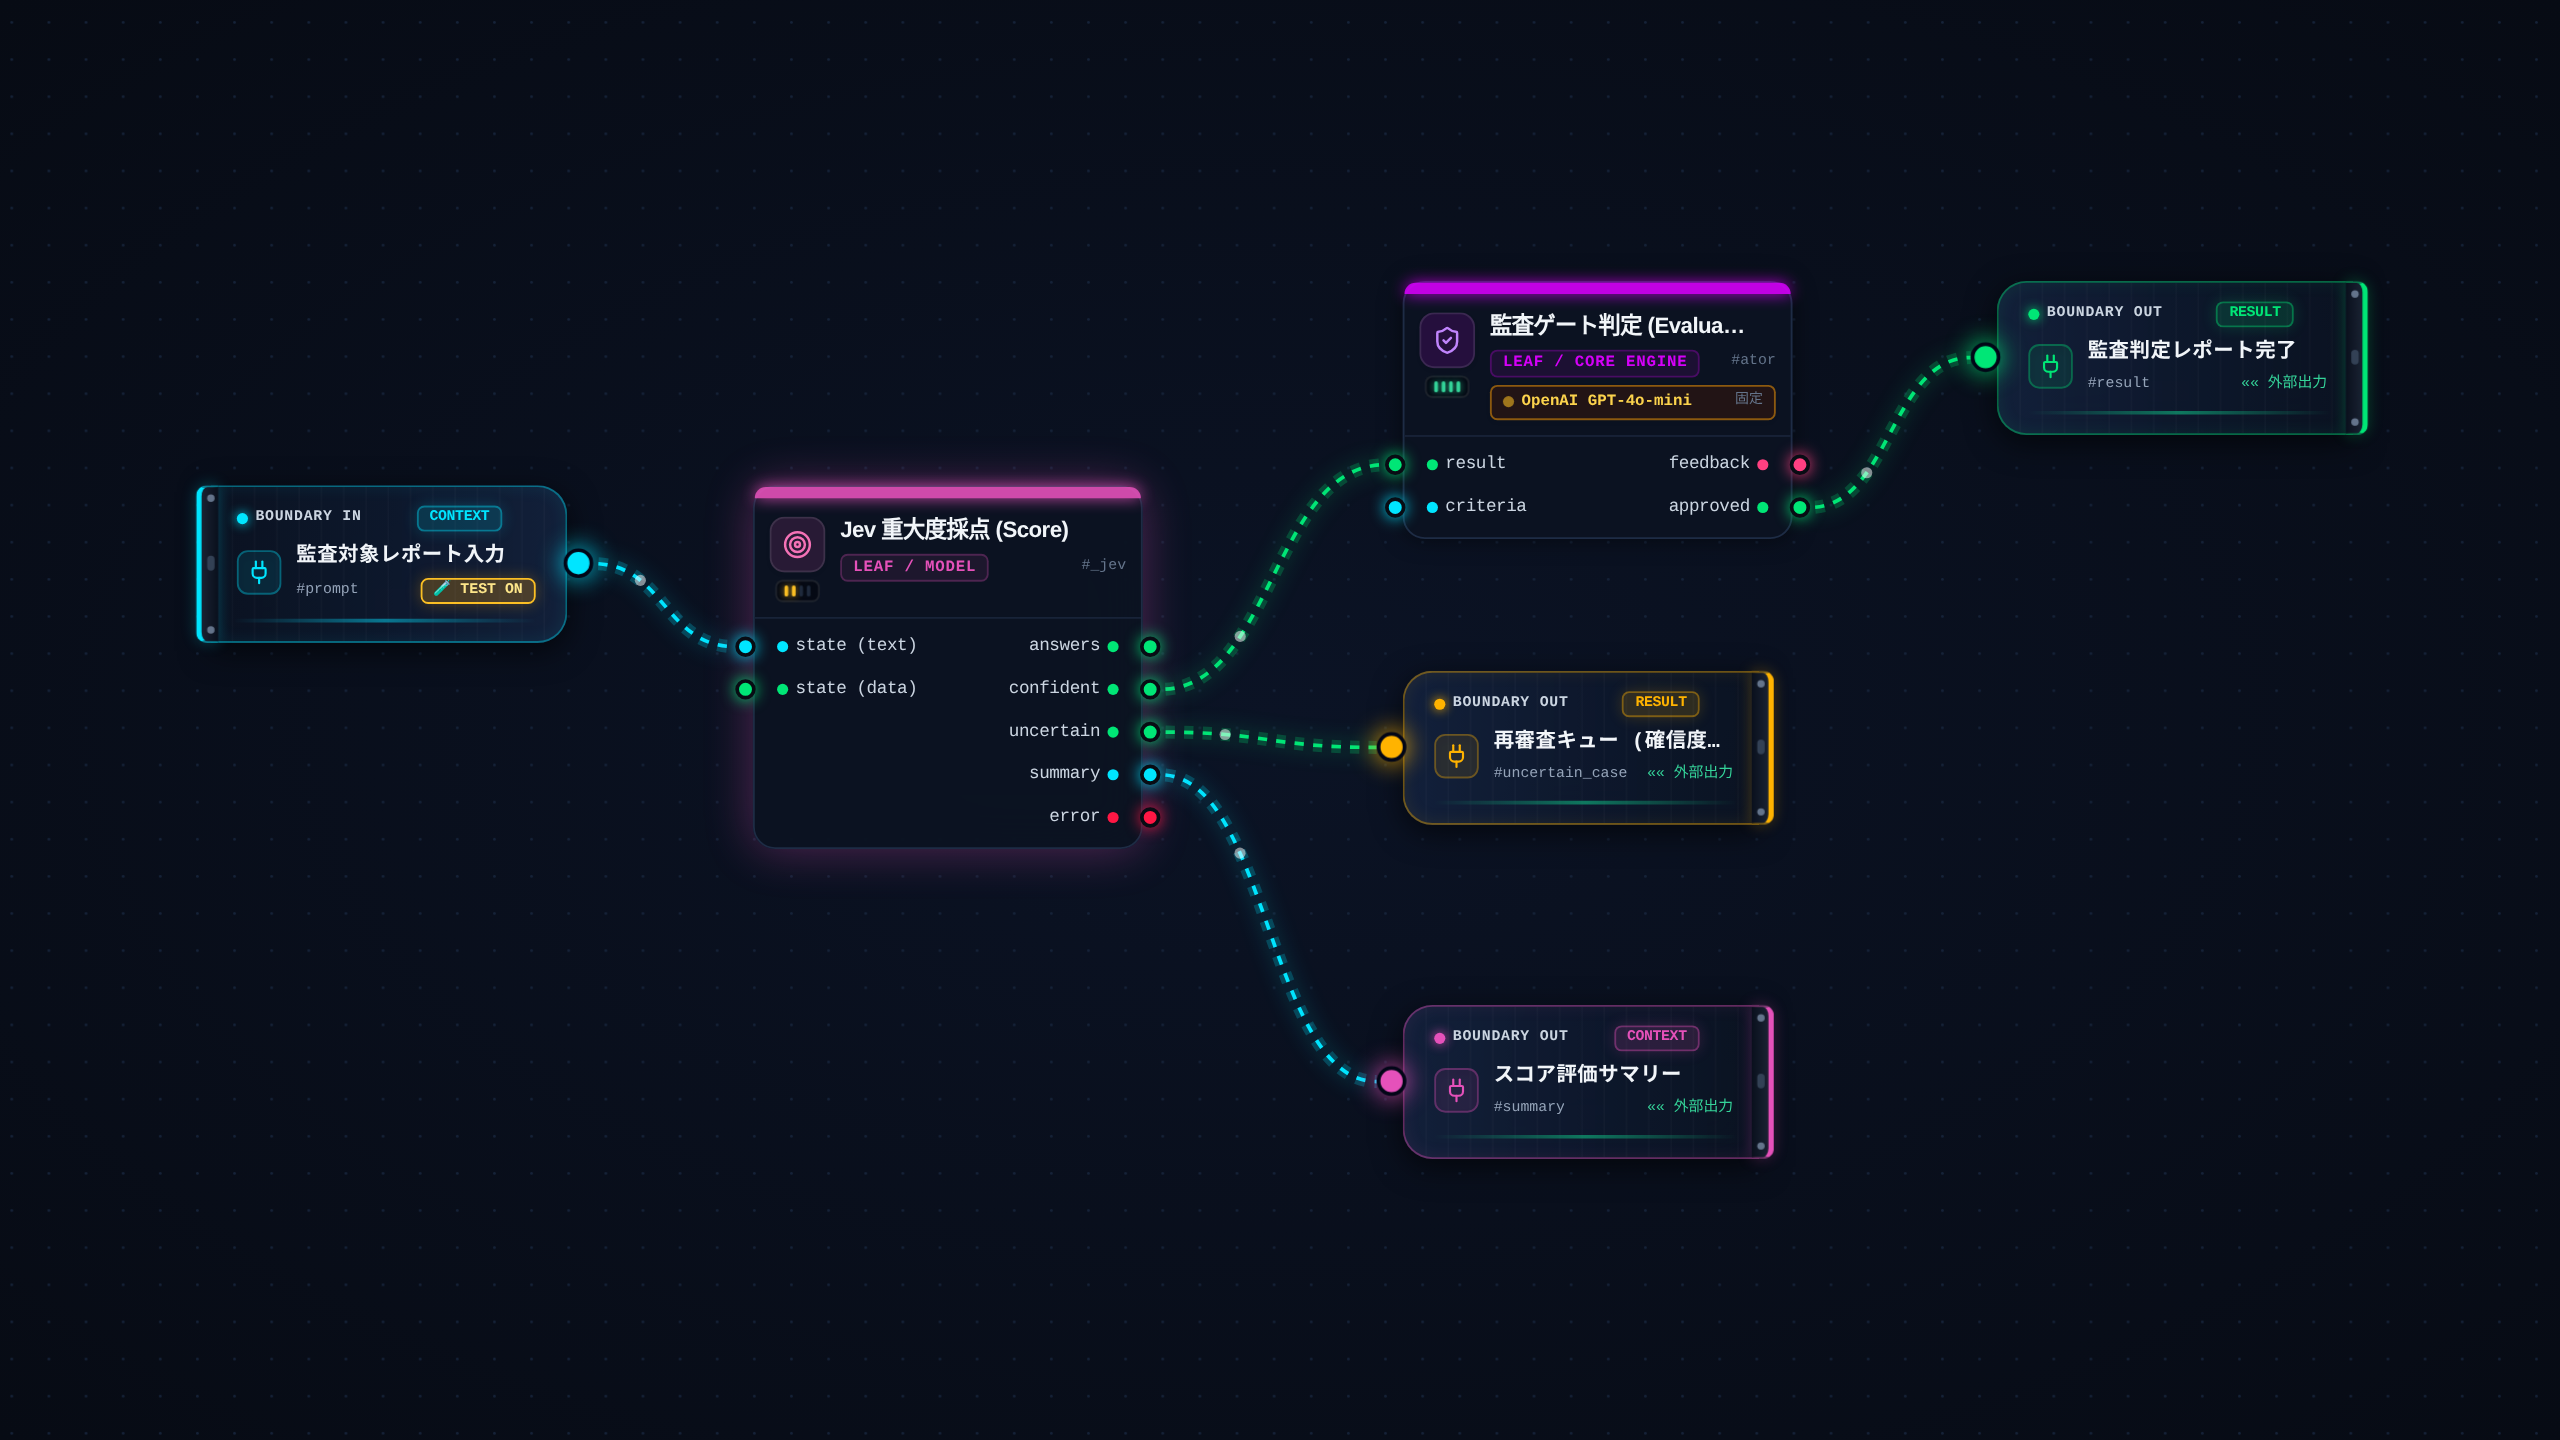 BOUNDARY IN
CONTEXT
監査対象レポート入力
#prompt
🧪 TEST ON
Jev 重大度採点 (Score)
LEAF / MODEL
#_jev
state (text)
answers
state (data)
confident
uncertain
summary
error
監査ゲート判定 (Evalua…
LEAF / CORE ENGINE
#ator
OpenAI GPT-4o-mini
固定
result
feedback
criteria
approved
BOUNDARY OUT
RESULT
監査判定レポート完了
#result
«« 外部出力
BOUNDARY OUT
RESULT
再審査キュー (確信度…
#uncertain_case
«« 外部出力
BOUNDARY OUT
CONTEXT
スコア評価サマリー
#summary
«« 外部出力